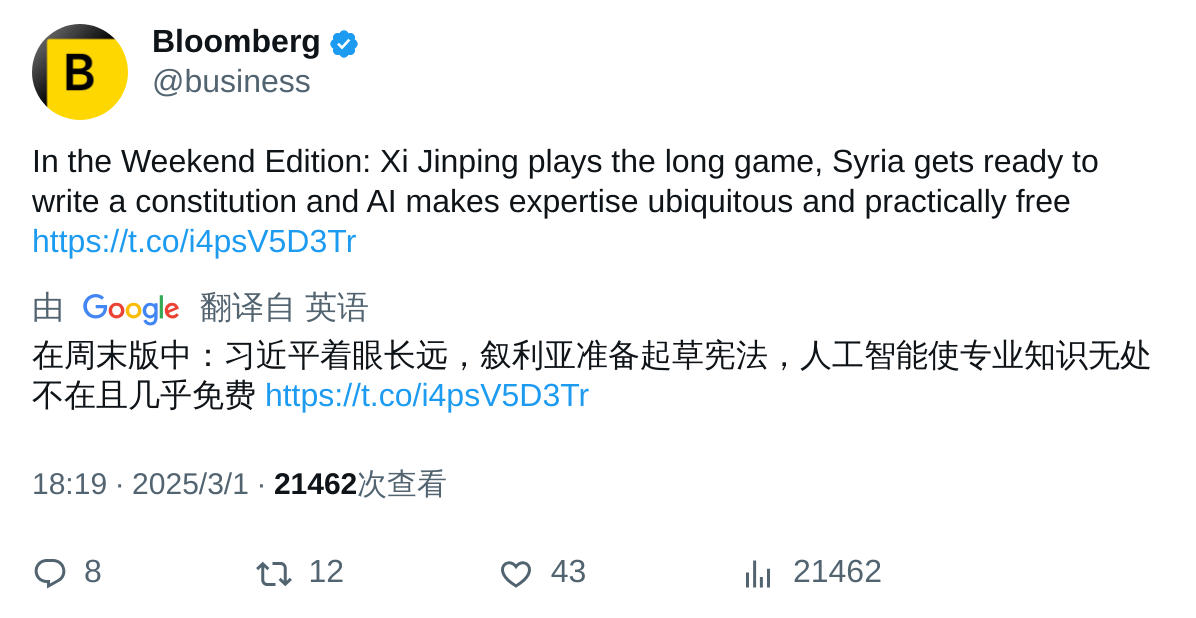 B
Bloomberg
@business
In the Weekend Edition: Xi Jinping plays the long game, Syria gets ready to
write a constitution and AI makes expertise ubiquitous and practically free
https://t.co/i4psV5D3Tr
由 Google 翻译自 英语
在周末版中：习近平着眼长远，叙利亚准备起草宪法，人工智能使专业知识无处
不在且几乎免费 https://t.co/i4psV5D3Tr
18:19 · 2025/3/1 · 21462次查看
8 12 43 21462